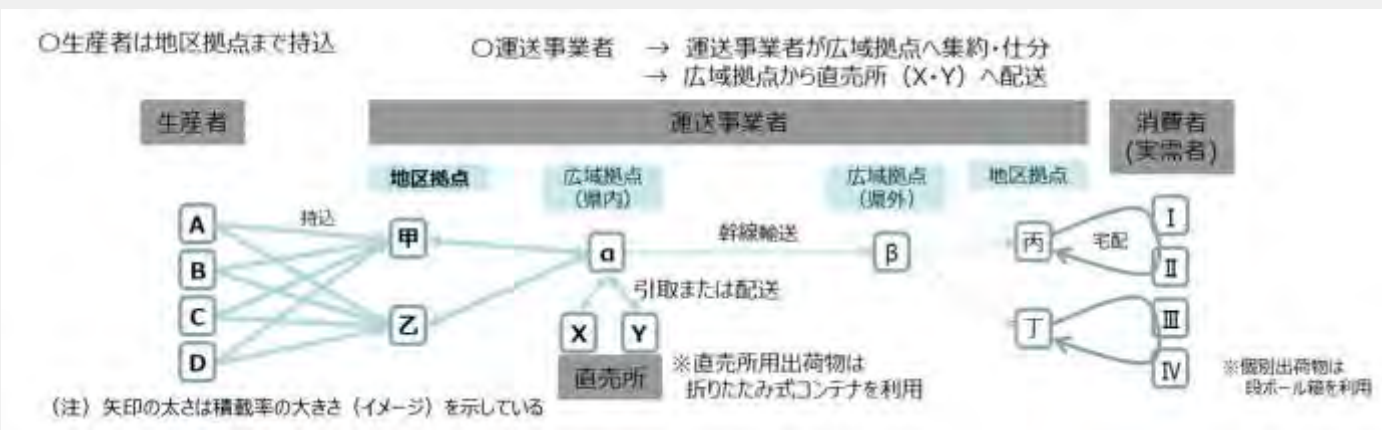 〇生産者は地区拠点まで持込
〇運送事業者 → 運送事業者が広域拠点へ集約・仕分
→ 広域拠点から直売所（X・Y）へ配送
生産者
運送事業者
消費者
(実需者)
地区拠点
広域拠点
（県内）
広域拠点
（県外）
地区拠点
A
B
C
D
持込
甲
乙
α
幹線輸送
β
引取または配送
X
Y
直売所
※直売所用出荷物は
折りたたみ式コンテナを利用
丙
丁
宅配
Ⅰ
Ⅱ
Ⅲ
Ⅳ
※個別出荷物は
段ボール箱を利用
（注）矢印の太さは積載率の大きさ（イメージ）を示している